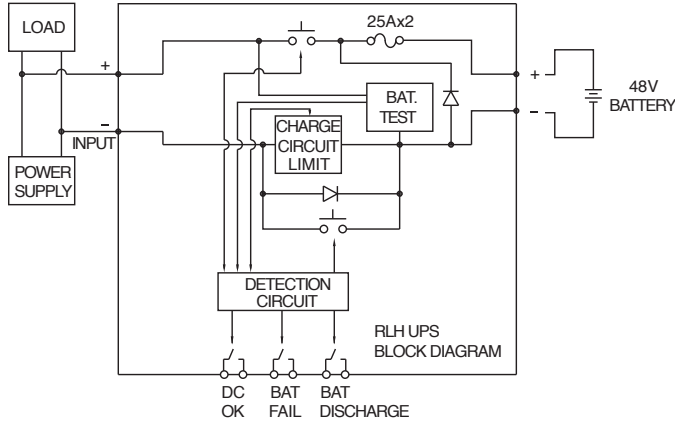 LOAD
25Ax2
+
+
48V
BATTERY
BAT.
TEST
−
−
INPUT
CHARGE
CIRCUIT
LIMIT
POWER
SUPPLY
DETECTION
CIRCUIT
RLH UPS
BLOCK DIAGRAM
DC
OK
BAT
FAIL
BAT
DISCHARGE